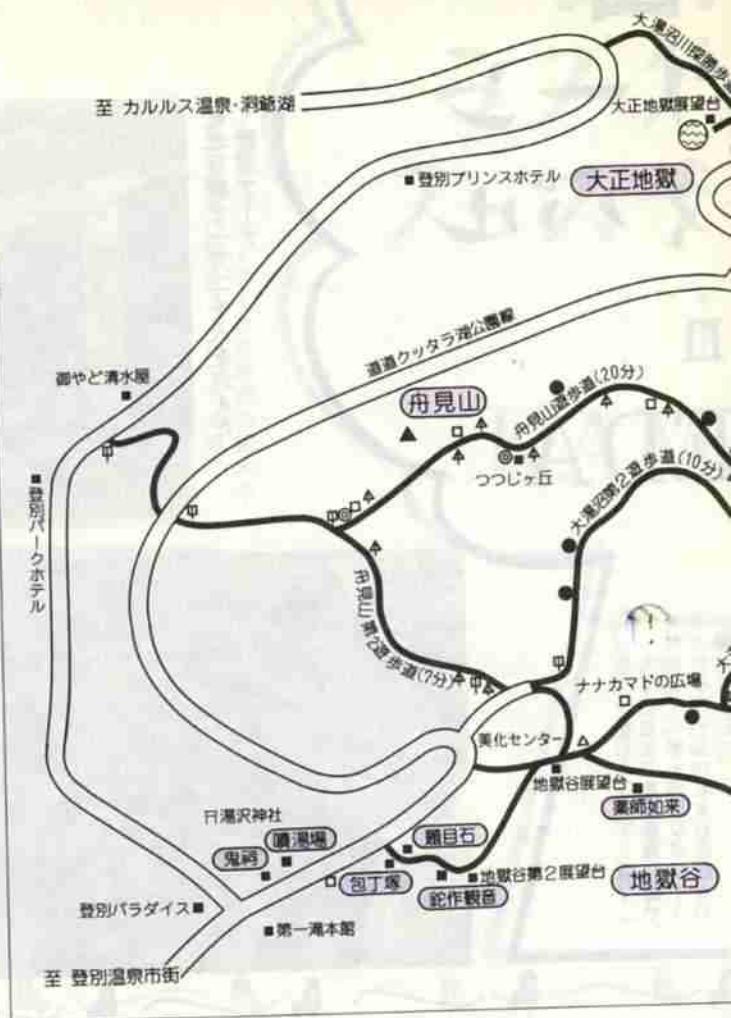 大湯沼川探勝歩道
至 カルルス温泉・洞爺湖
大正地獄展望台
■登別プリンスホテル
大正地獄
道道クッタラ湖公園線
御やど清水屋
舟見山
舟見山遊歩道(20分)
つつじヶ丘
大湯沼第2遊歩道(10分)
■登別パークホテル
舟見山第2遊歩道(7分)
ナナカマドの広場
美化センター
地獄谷展望台
薬師如来
湯沢神社
噴湯場
鬼祠
題目石
包丁塚
■地獄谷第2展望台
地獄谷
登別パラダイス■
■第一滝本館
至 登別温泉市街